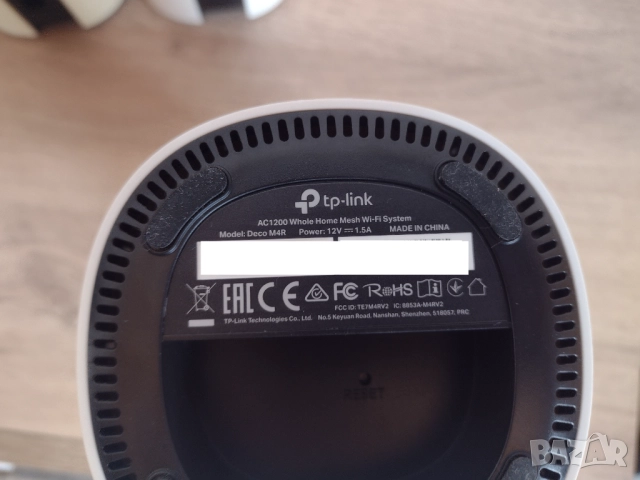 tp-link
AC1200 Whole Home Mesh Wi-Fi System
Model: Deco M4R Power: 12V⎓1.5A MADE IN CHINA
EAC CE FC RoHS
FCC ID: TE7M4RV2 IC: 8853A-M4RV2
TP-Link Technologies Co., Ltd. No.5 Keyuan Road, Nanshan, Shenzhen, 518057, PRC
RESET
BAZAR